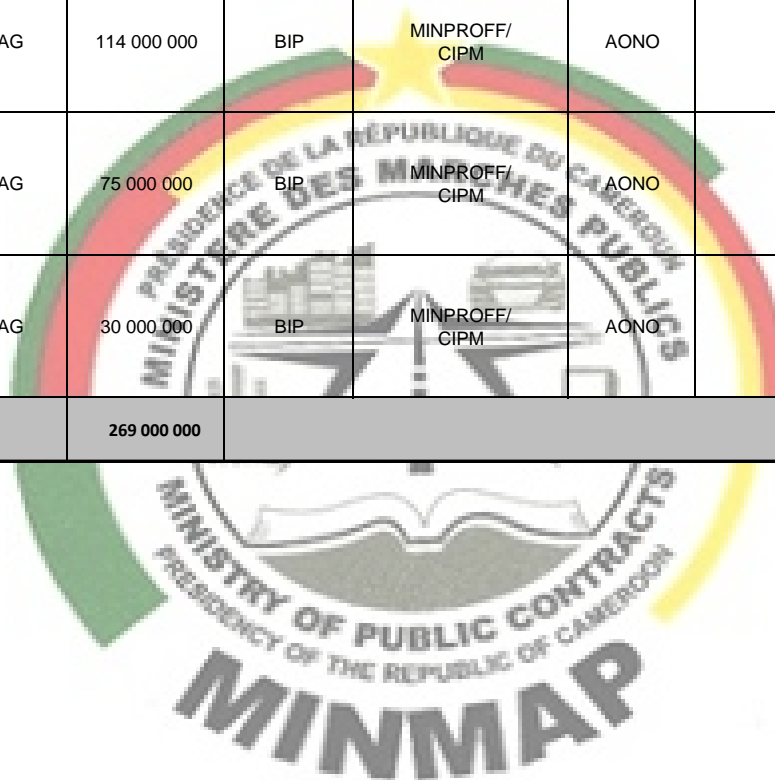 AG 114 000 000 BIP MINPROFF/
CIPM AONO
AG 75 000 000 BIP MINPROFF/
CIPM AONO
AG 30 000 000 BIP MINPROFF/
CIPM AONO
269 000 000
PRÉSIDENCE DE LA RÉPUBLIQUE DU CAMEROUN
MINISTERE DES MARCHES PUBLICS
MINISTRY OF PUBLIC CONTRACTS
PRESIDENCY OF THE REPUBLIC OF CAMEROON
MINMAP